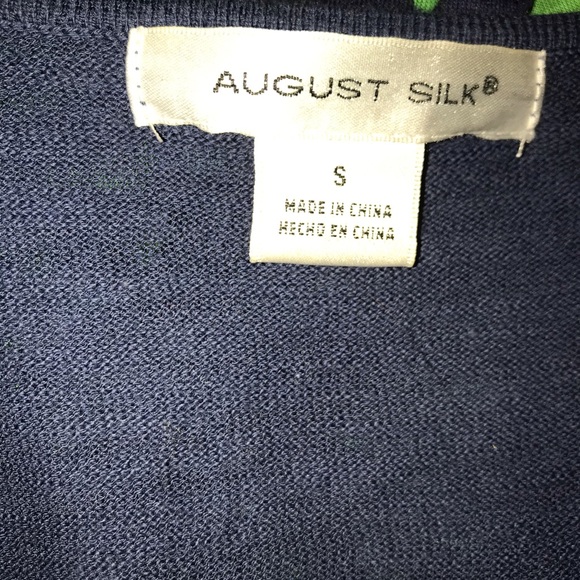 AUGUST SILK®
S
MADE IN CHINA
HECHO EN CHINA